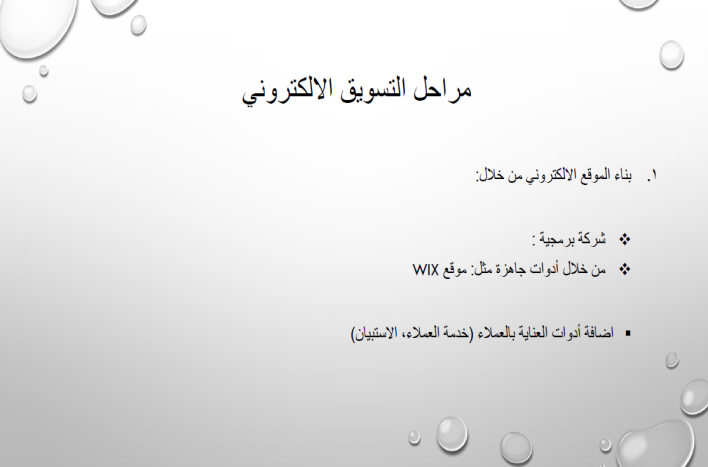 مراحل التسويق الالكتروني
١. بناء الموقع الالكتروني من خلال:
❖ شركة برمجية :
❖ من خلال أدوات جاهزة مثل: موقع WIX
▪ اضافة أدوات العناية بالعملاء (خدمة العملاء، الاستبيان)